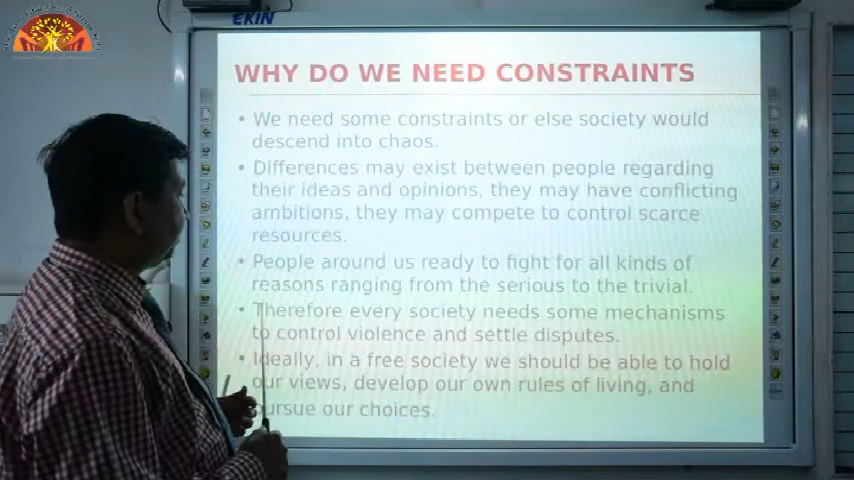 EKIN
WHY DO WE NEED CONSTRAINTS
• We need some constraints or else society would
descend into chaos.
• Differences may exist between people regarding
their ideas and opinions, they may have conflicting
ambitions, they may compete to control scarce
resources.
• People around us ready to fight for all kinds of
reasons ranging from the serious to the trivial.
• Therefore every society needs some mechanisms
to control violence and settle disputes.
• Ideally, in a free society we should be able to hold
our views, develop our own rules of living, and
pursue our choices.